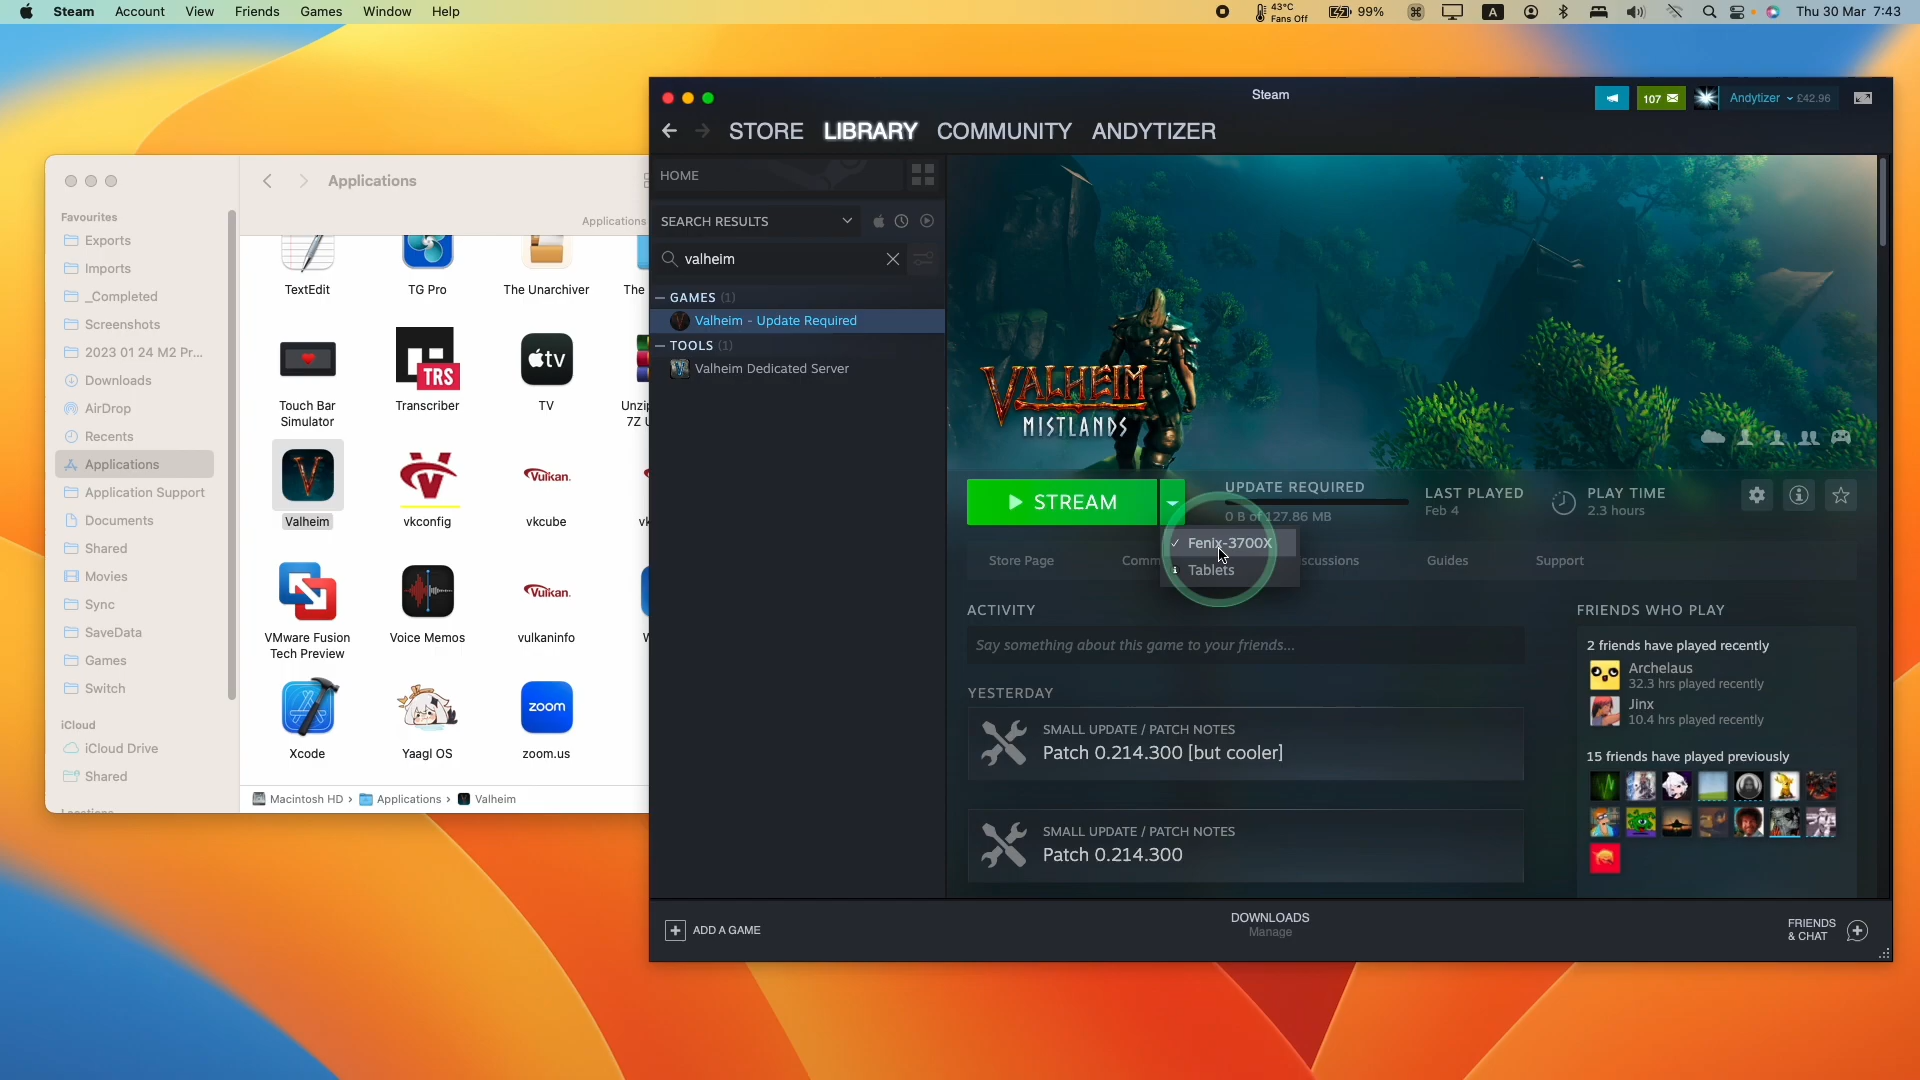 Steam Account View Friends Games Window Help
43°C
Fans Off
99%
A
Thu 30 Mar 7:43
Applications
Favourites
Exports
Imports
_Completed
Screenshots
2023 01 24 M2 Pr...
Downloads
AirDrop
Recents
Applications
Application Support
Documents
Shared
Movies
Sync
SaveData
Games
Switch
iCloud
iCloud Drive
Shared
Applications
TextEdit
TG Pro
The Unarchiver
The
TRS
tv
Touch Bar
Simulator
Transcriber
TV
Unzip
7Z
Vulkan.
Valheim
vkconfig
vkcube
Vulkan.
VMware Fusion
Tech Preview
Voice Memos
vulkaninfo
zoom
Xcode
Yaagl OS
zoom.us
Macintosh HD › Applications › Valheim
Steam
107
Andytizer £42.96
STORE LIBRARY COMMUNITY ANDYTIZER
HOME
SEARCH RESULTS
valheim
— GAMES (1)
Valheim - Update Required
— TOOLS (1)
Valheim Dedicated Server
VALHEIM
MISTLANDS
STREAM
UPDATE REQUIRED
0 B of 127.86 MB
LAST PLAYED
Feb 4
PLAY TIME
2.3 hours
✓ Fenix-3700X
Tablets
Store Page
Comm
scussions
Guides
Support
ACTIVITY
Say something about this game to your friends...
YESTERDAY
SMALL UPDATE / PATCH NOTES
Patch 0.214.300 [but cooler]
SMALL UPDATE / PATCH NOTES
Patch 0.214.300
FRIENDS WHO PLAY
2 friends have played recently
Archelaus
32.3 hrs played recently
Jinx
10.4 hrs played recently
15 friends have played previously
ADD A GAME
DOWNLOADS
Manage
FRIENDS
& CHAT